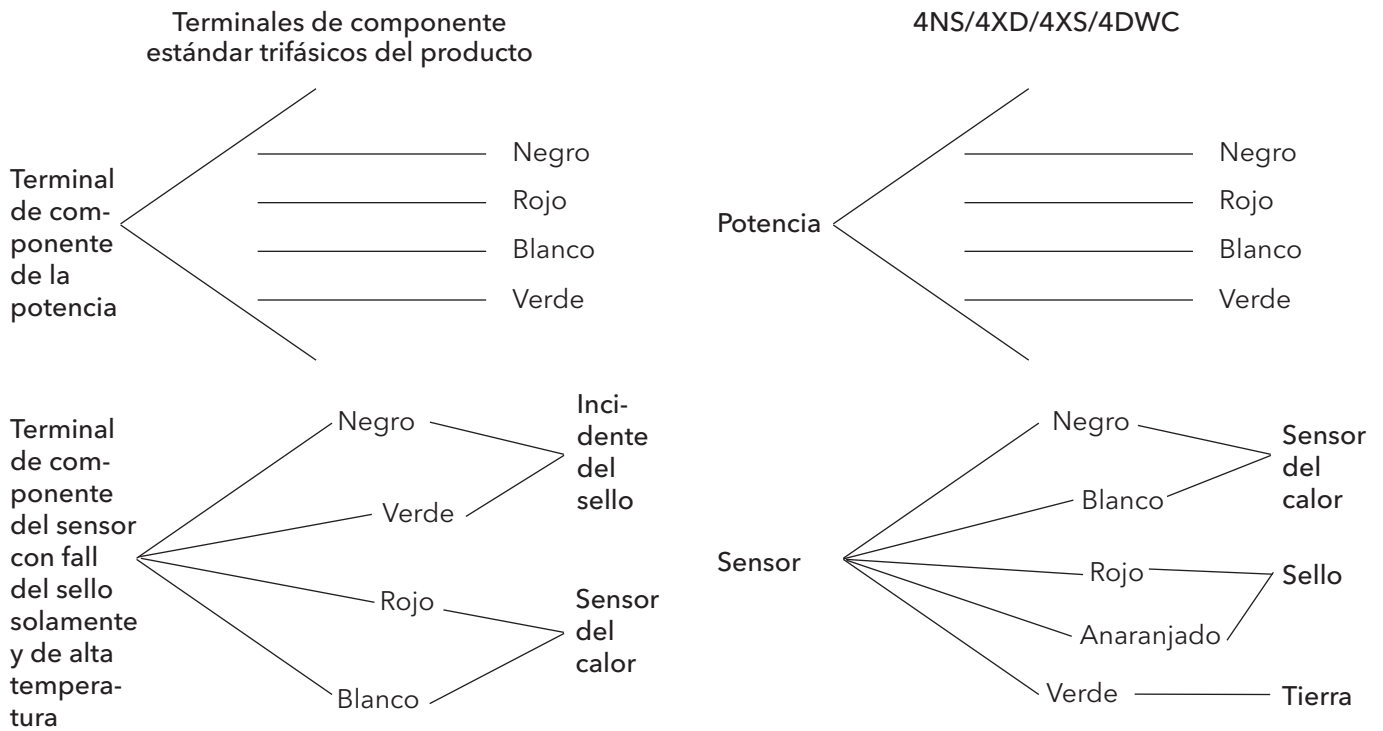 Terminales de componente
estándar trifásicos del producto
Terminal
de com-
ponente
de la
potencia
Negro
Rojo
Blanco
Verde
Terminal
de com-
ponente
del sensor
con fall
del sello
solamente
y de alta
tempera-
tura
Negro
Verde
Rojo
Blanco
Inci-
dente
del
sello
Sensor
del
calor
4NS/4XD/4XS/4DWC
Potencia
Negro
Rojo
Blanco
Verde
Sensor
Negro
Blanco
Rojo
Anaranjado
Verde
Sensor
del
calor
Sello
Tierra